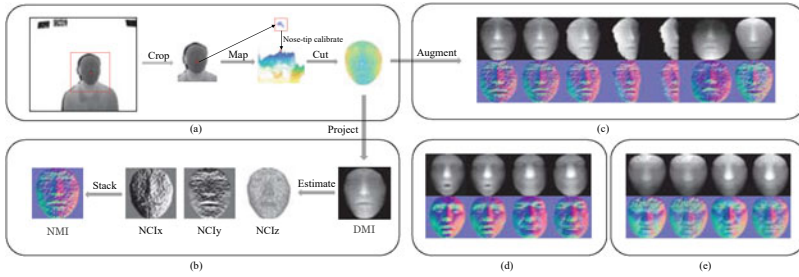 Nose-tip calibrate
Crop
Map
Cut
Augment
(a)
(c)
Project
Stack
Estimate
NMI
NCIx
NCIy
NCIz
DMI
(b)
(d)
(e)